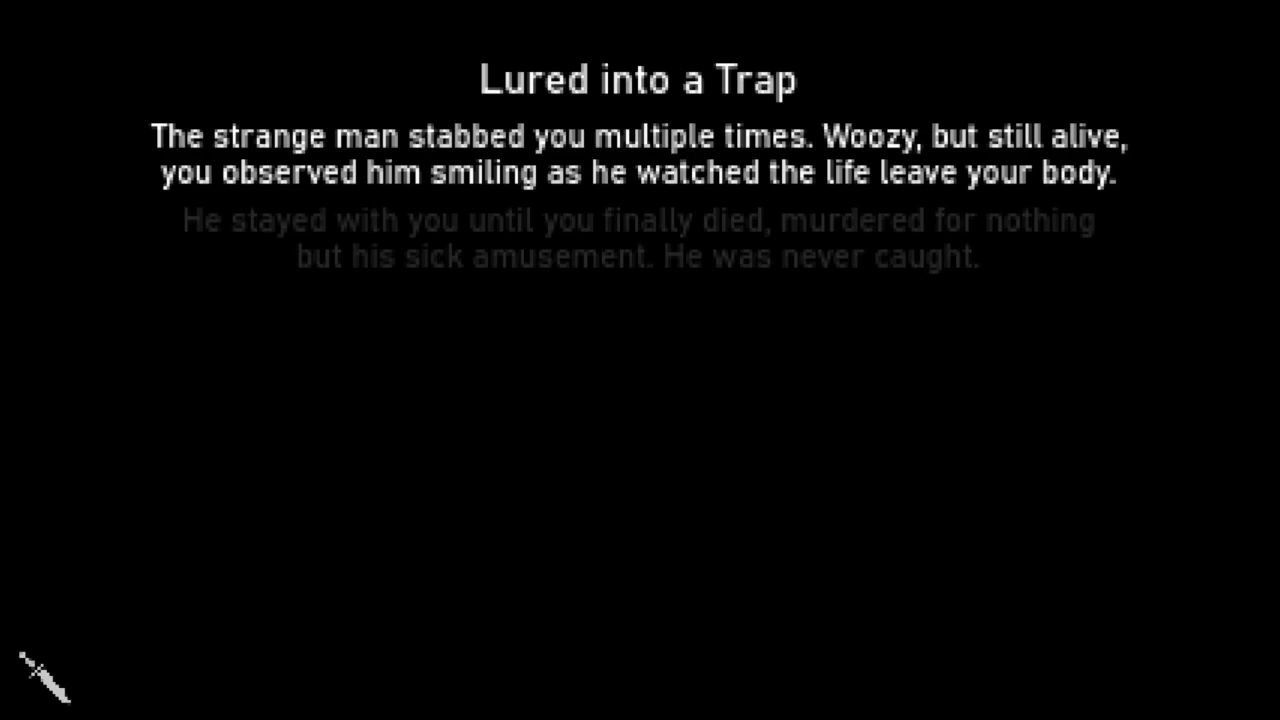 Lured into a Trap
The strange man stabbed you multiple times. Woozy, but still alive,
you observed him smiling as he watched the life leave your body.
He stayed with you until you finally died, murdered for nothing
but his sick amusement. He was never caught.